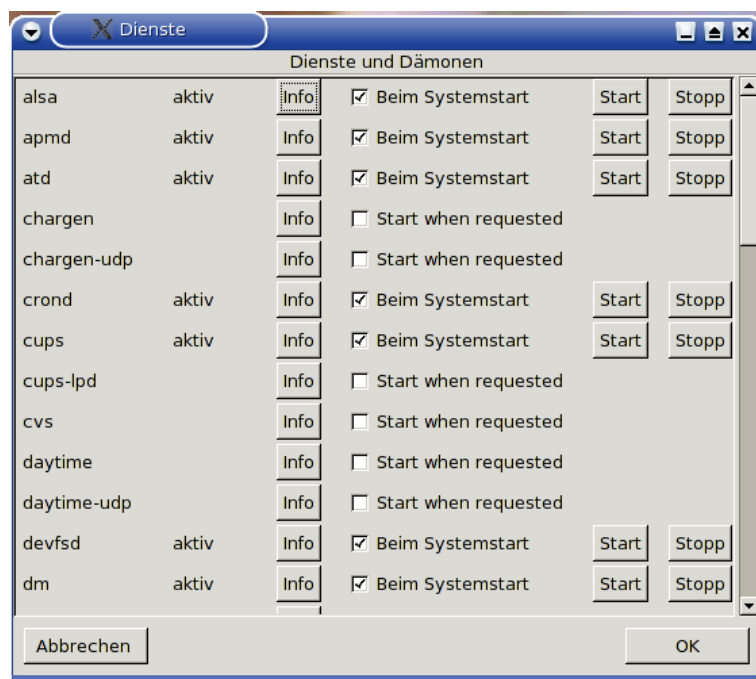 Dienste
Dienste und Dämonen
alsa aktiv Info Beim Systemstart Start Stopp
apmd aktiv Info Beim Systemstart Start Stopp
atd aktiv Info Beim Systemstart Start Stopp
chargen Info Start when requested
chargen-udp Info Start when requested
crond aktiv Info Beim Systemstart Start Stopp
cups aktiv Info Beim Systemstart Start Stopp
cups-lpd Info Start when requested
cvs Info Start when requested
daytime Info Start when requested
daytime-udp Info Start when requested
devfsd aktiv Info Beim Systemstart Start Stopp
dm aktiv Info Beim Systemstart Start Stopp
Abbrechen OK